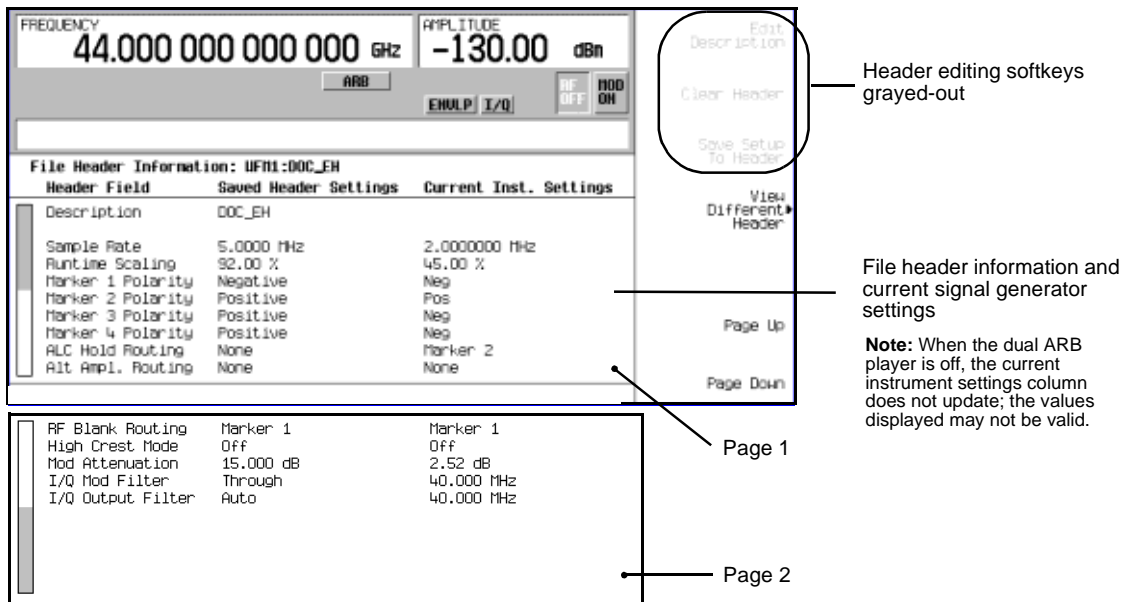 FREQUENCY
44.000 000 000 000 GHz
AMPLITUDE
-130.00 dBm
ARB
ENVLP I/Q
RF OFF
MOD ON
File Header Information: WFM1:DOC_EH
Header Field Saved Header Settings Current Inst. Settings
Description DOC_EH
Sample Rate 5.0000 MHz 2.0000000 MHz
Runtime Scaling 92.00 % 45.00 %
Marker 1 Polarity Negative Neg
Marker 2 Polarity Positive Pos
Marker 3 Polarity Positive Neg
Marker 4 Polarity Positive Neg
ALC Hold Routing None Marker 2
Alt Ampl. Routing None None
Edit
Description
Clear Header
Save Setup
To Header
View
Different
Header
Page Up
Page Down
RF Blank Routing Marker 1 Marker 1
High Crest Mode Off Off
Mod Attenuation 15.000 dB 2.52 dB
I/Q Mod Filter Through 40.000 MHz
I/Q Output Filter Auto 40.000 MHz
Header editing softkeys
grayed-out
File header information and
current signal generator
settings
Note: When the dual ARB
player is off, the current
instrument settings column
does not update; the values
displayed may not be valid.
Page 1
Page 2